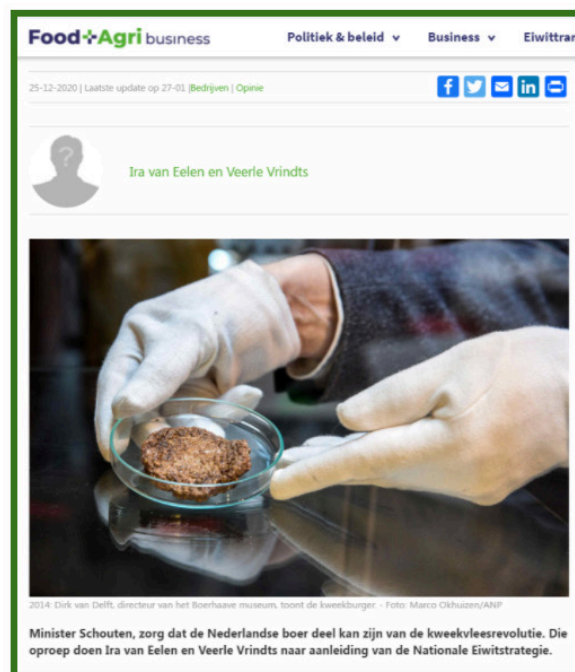 Food+Agri business
Politiek & beleid
Business
Eiwittran
25-12-2020 | Laatste update op 27-01 |Bedrijven | Opinie
Ira van Eelen en Veerle Vrindts
2014: Dirk van Delft, directeur van het Boerhaave museum, toont de kweekburger. - Foto: Marco Okhuizen/ANP
Minister Schouten, zorg dat de Nederlandse boer deel kan zijn van de kweekvleesrevolutie. Die
oproep doen Ira van Eelen en Veerle Vrindts naar aanleiding van de Nationale Eiwitstrategie.